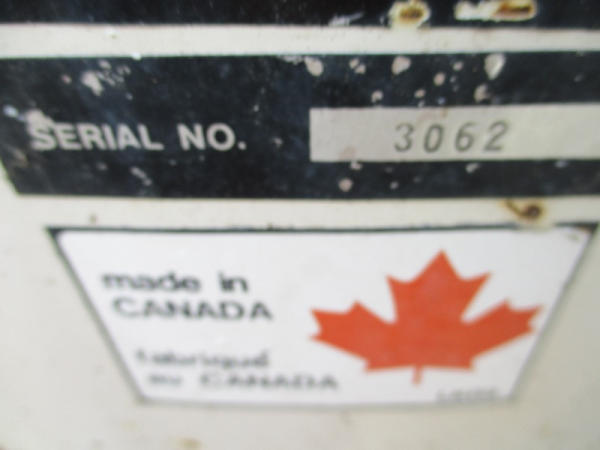 SERIAL NO. 3062
made in
CANADA
fabriqué
au CANADA